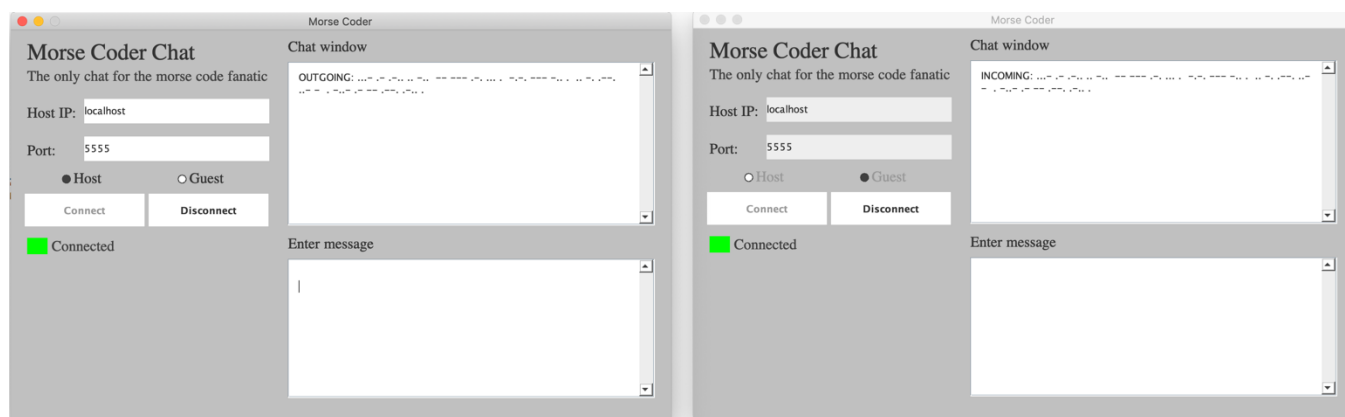 Morse Coder
Morse Coder Chat
The only chat for the morse code fanatic
Host IP: localhost
Port: 5555
Host Guest
Connect Disconnect
Connected
Chat window
OUTGOING: ...- .- .-.. .. -.. -- --- .-. ... . -.-. --- -.. . .. -. .--.
..- - . -..- .- -- .--. .-.. .
Enter message
Morse Coder
Morse Coder Chat
The only chat for the morse code fanatic
Host IP: localhost
Port: 5555
Host Guest
Connect Disconnect
Connected
Chat window
INCOMING: ...- .- .-.. .. -.. -- --- .-. ... . -.-. --- -.. . .. -. .--. ..-
- . -..- .- -- .--. .-.. .
Enter message